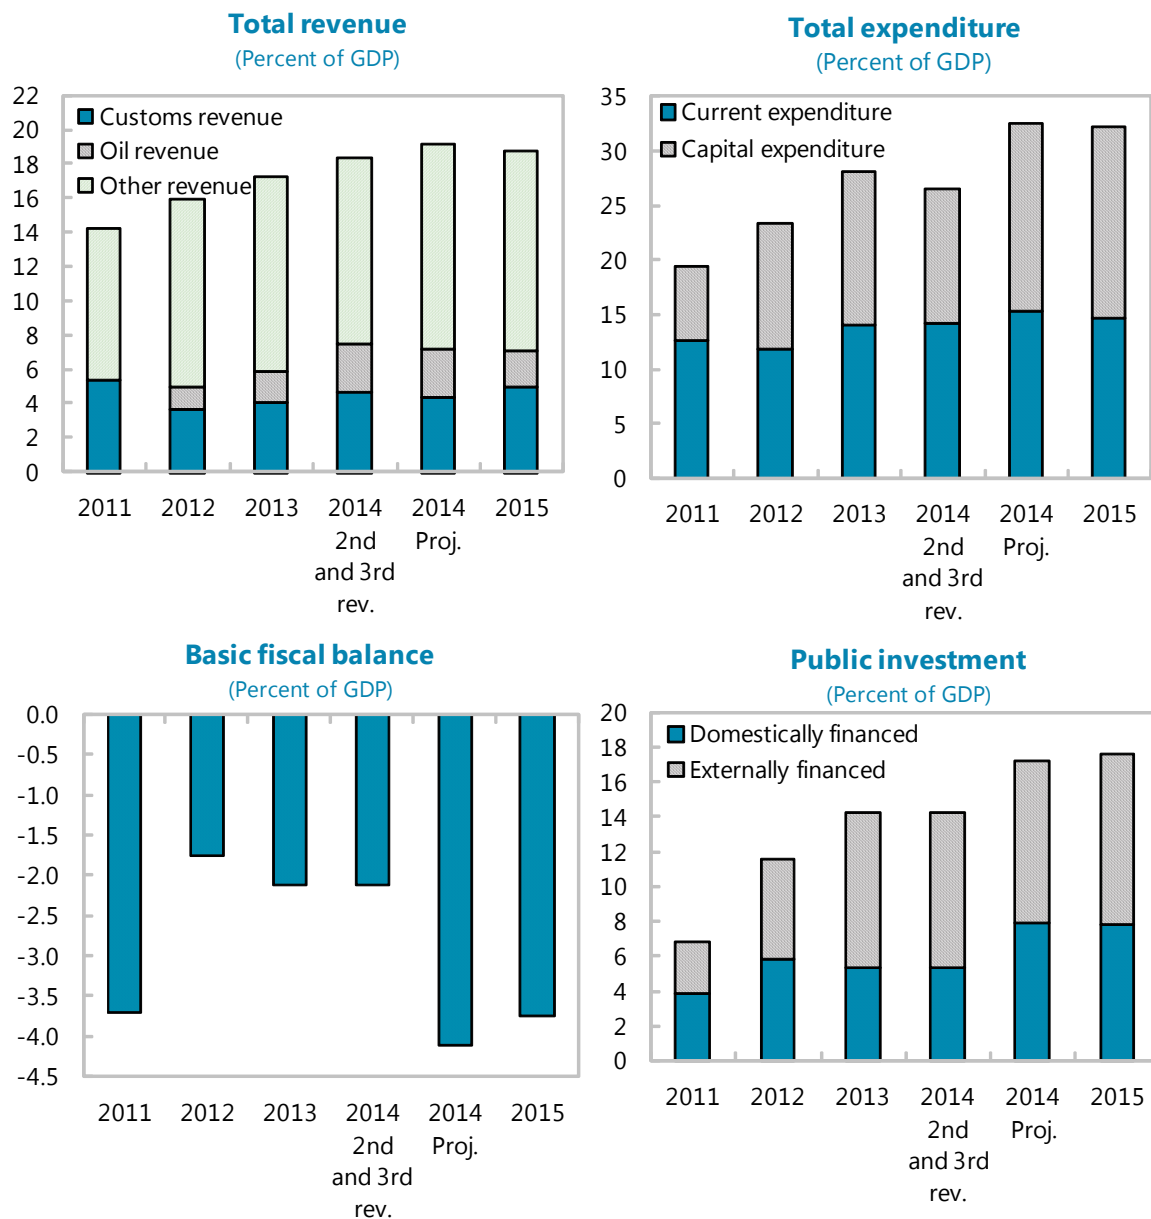 Total revenue
(Percent of GDP)
22
20
18
16
14
12
10
8
6
4
2
0
Customs revenue
Oil revenue
Other revenue
2011 2012 2013 2014 2014 2015
2nd Proj.
and 3rd
rev.
Total expenditure
(Percent of GDP)
35
30
25
20
15
10
5
0
Current expenditure
Capital expenditure
2011 2012 2013 2014 2014 2015
2nd Proj.
and 3rd
rev.
Basic fiscal balance
(Percent of GDP)
0.0
-0.5
-1.0
-1.5
-2.0
-2.5
-3.0
-3.5
-4.0
-4.5
2011 2012 2013 2014 2014 2015
2nd Proj.
and 3rd
rev.
Public investment
(Percent of GDP)
20
18
16
14
12
10
8
6
4
2
0
Domestically financed
Externally financed
2011 2012 2013 2014 2014 2015
2nd Proj.
and 3rd
rev.